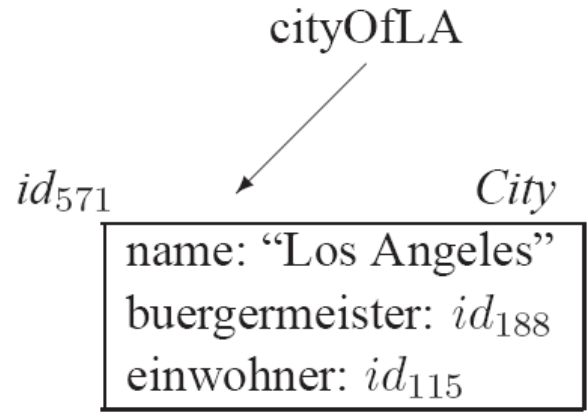 cityOfLA
id571 City
name: “Los Angeles”
buergermeister: id188
einwohner: id115